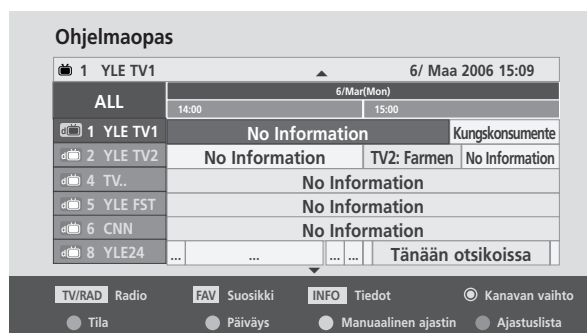 Ohjelmaopas
1 YLE TV1 6/ Maa 2006 15:09
ALL 6/Mar(Mon)
14:00 15:00
1 YLE TV1 No Information Kungskonsumente
2 YLE TV2 No Information TV2: Farmen No Information
4 TV.. No Information
5 YLE FST No Information
6 CNN No Information
8 YLE24 ... ... ... ... Tänään otsikoissa
TV/RAD Radio FAV Suosikki INFO Tiedot Kanavan vaihto
Tila Päiväys Manuaalinen ajastin Ajastuslista